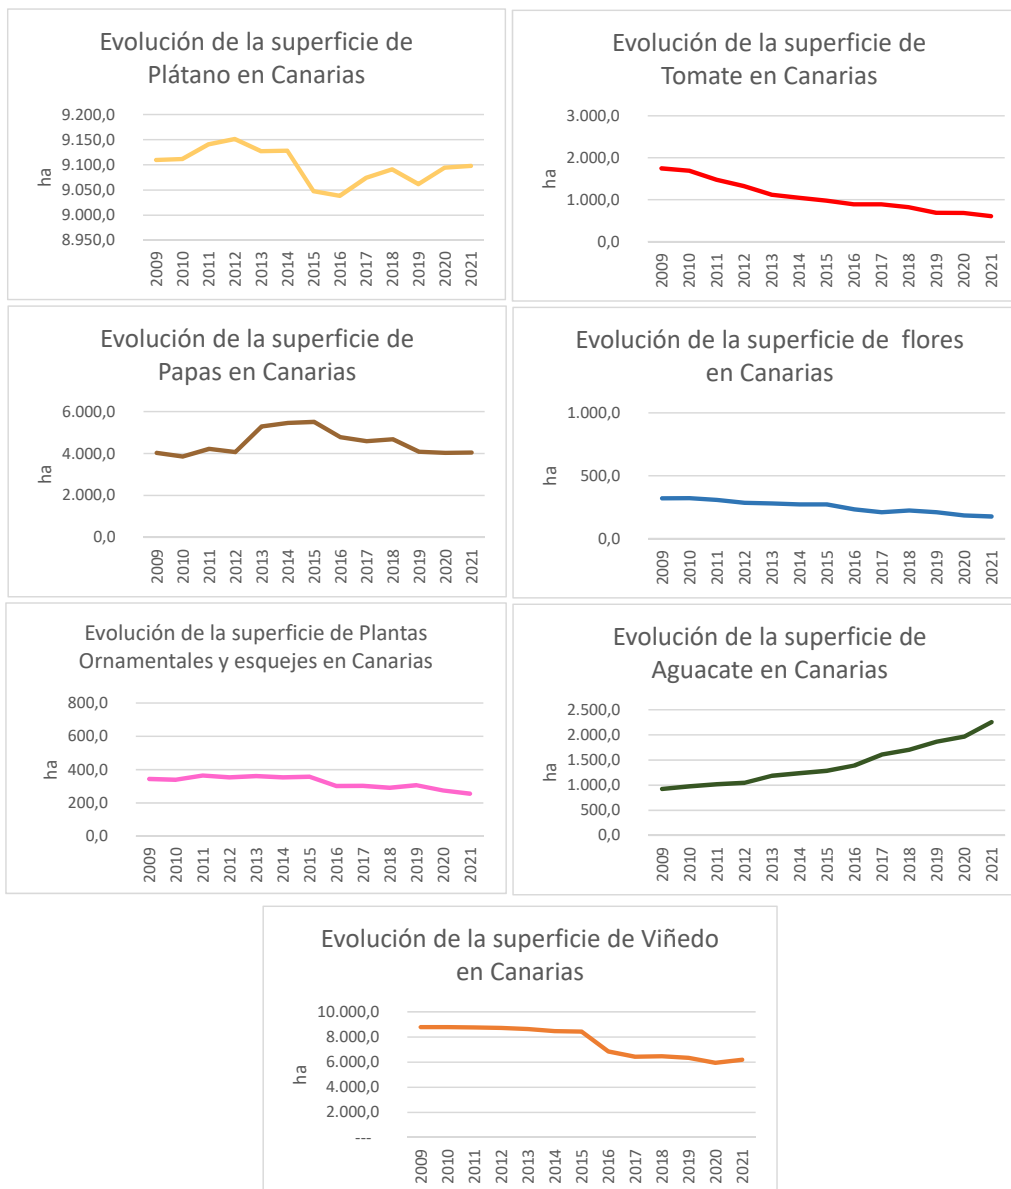 Evolución de la superficie de
Plátano en Canarias
9.200,0
9.150,0
9.100,0
9.050,0
9.000,0
8.950,0
ha
2009 2010 2011 2012 2013 2014 2015 2016 2017 2018 2019 2020 2021
Evolución de la superficie de
Tomate en Canarias
3.000,0
2.000,0
1.000,0
0,0
ha
2009 2010 2011 2012 2013 2014 2015 2016 2017 2018 2019 2020 2021
Evolución de la superficie de
Papas en Canarias
6.000,0
4.000,0
2.000,0
0,0
ha
2009 2010 2011 2012 2013 2014 2015 2016 2017 2018 2019 2020 2021
Evolución de la superficie de flores
en Canarias
1.000,0
500,0
0,0
ha
2009 2010 2011 2012 2013 2014 2015 2016 2017 2018 2019 2020 2021
Evolución de la superficie de Plantas
Ornamentales y esquejes en Canarias
800,0
600,0
400,0
200,0
0,0
ha
2009 2010 2011 2012 2013 2014 2015 2016 2017 2018 2019 2020 2021
Evolución de la superficie de
Aguacate en Canarias
2.500,0
2.000,0
1.500,0
1.000,0
500,0
0,0
ha
2009 2010 2011 2012 2013 2014 2015 2016 2017 2018 2019 2020 2021
Evolución de la superficie de Viñedo
en Canarias
10.000,0
8.000,0
6.000,0
4.000,0
2.000,0
---
ha
2009 2010 2011 2012 2013 2014 2015 2016 2017 2018 2019 2020 2021